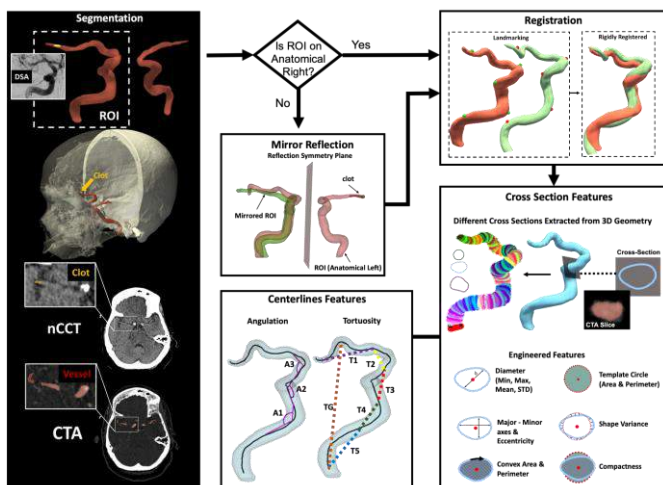 Segmentation
DSA
ROI
Clot
Clot
nCCT
Vessel
CTA
Is ROI on
Anatomical
Right?
Yes
No
Mirror Reflection
Reflection Symmetry Plane
clot
Mirrored ROI
ROI (Anatomical Left)
Registration
Landmarking
Rigidly Registered
Cross Section Features
Different Cross Sections Extracted from 3D Geometry
Cross-Section
CTA Slice
Engineered Features
Diameter
(Min, Max,
Mean, STD)
Template Circle
(Area & Perimeter)
Major - Minor
axes &
Eccentricity
Shape Variance
Convex Area &
Perimeter
Compactness
Centerlines Features
Angulation
Tortuosity
A3
A2
A1
T1
T2
T3
TG
T4
T5